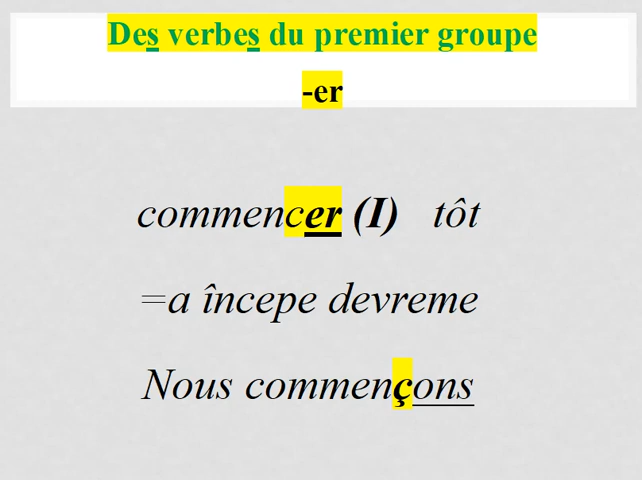 Des verbes du premier groupe
-er
commencer (I) tôt
=a începe devreme
Nous commençons